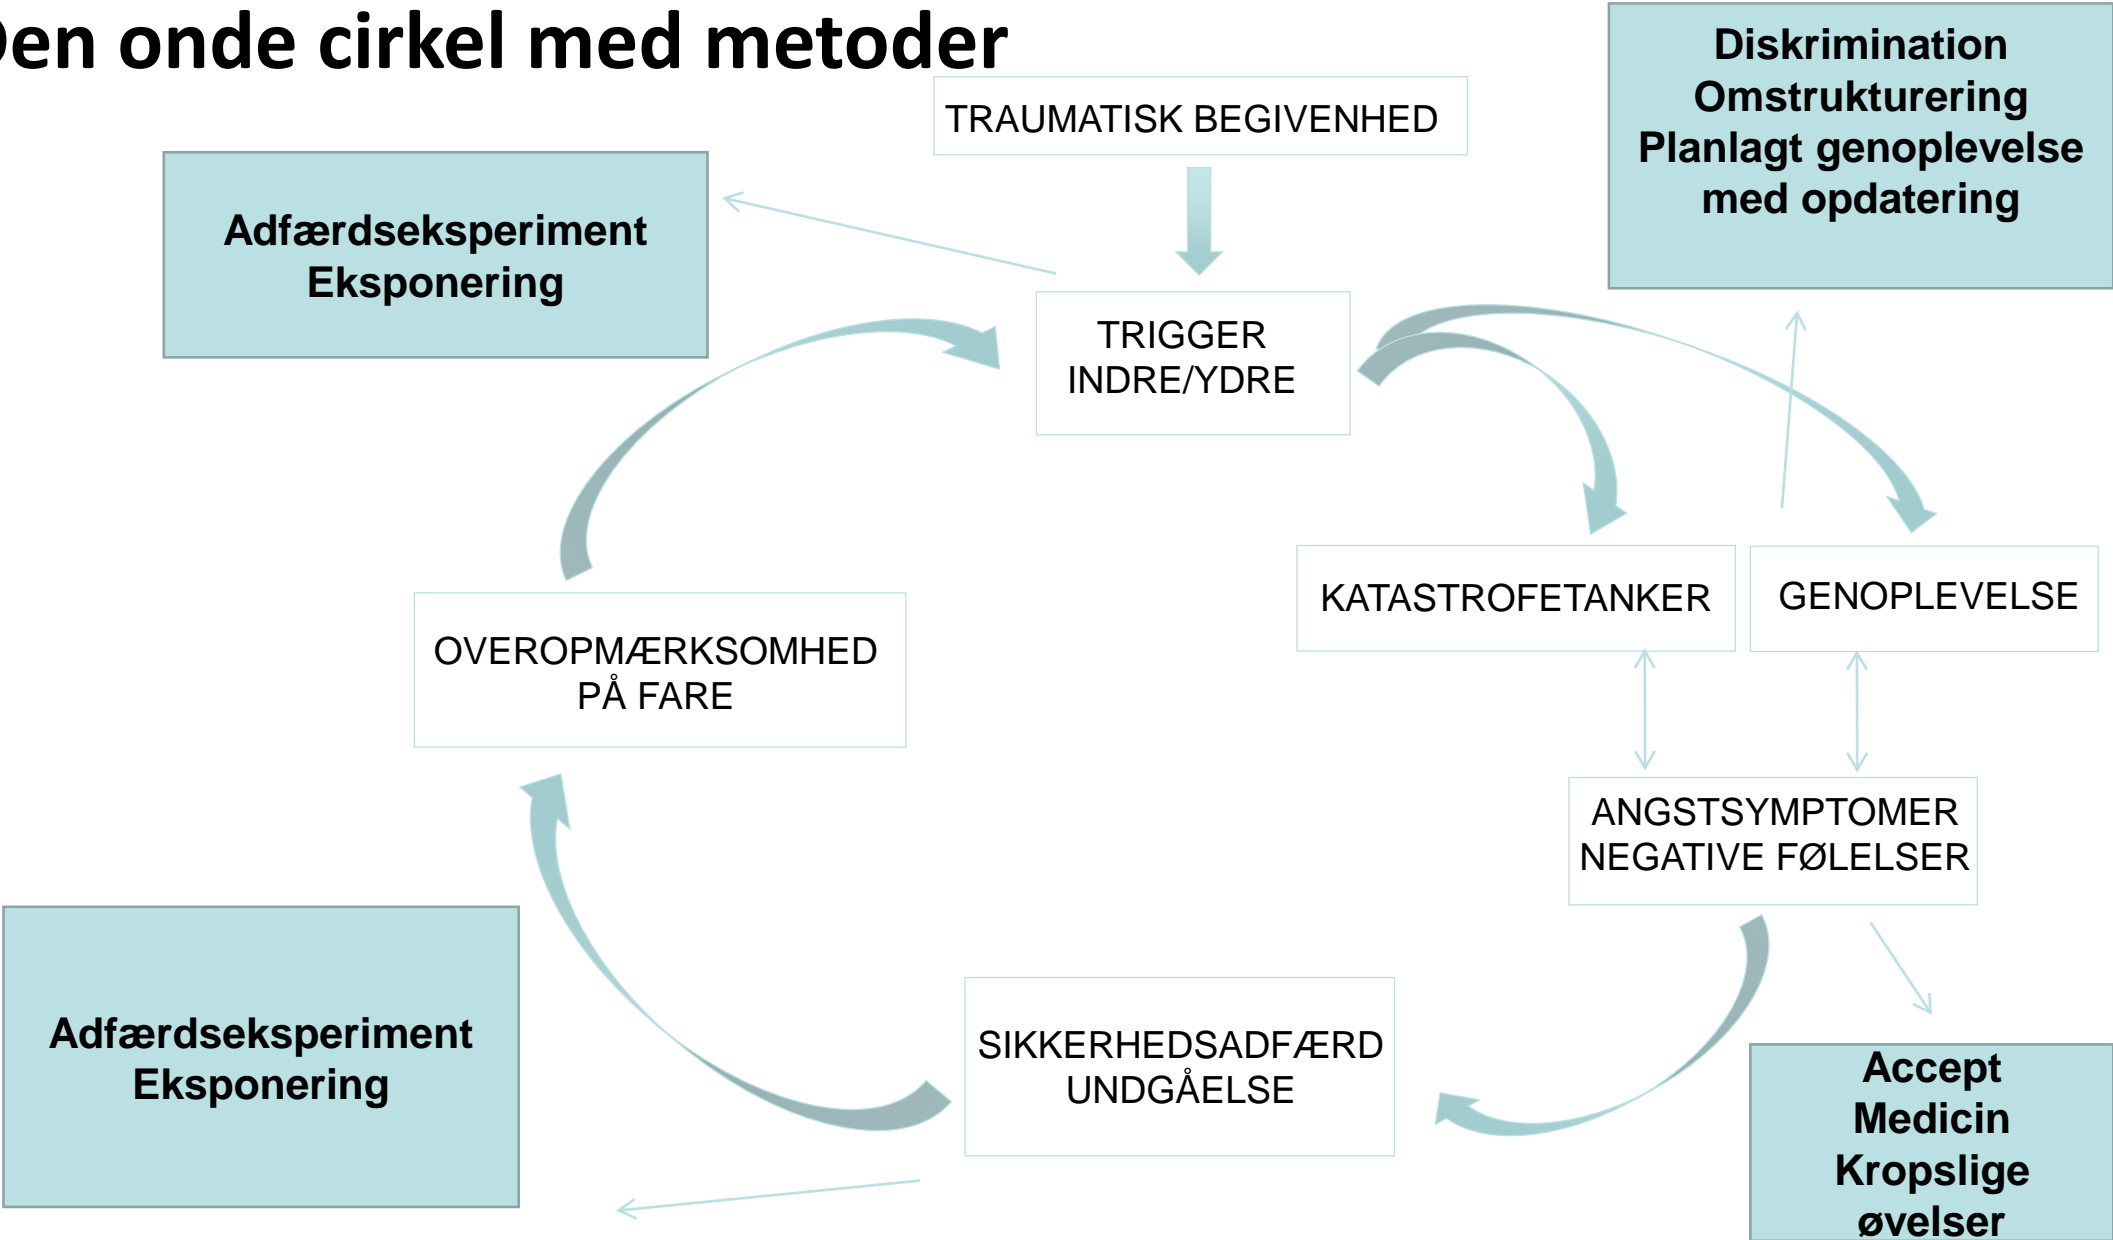 Den onde cirkel med metoder
TRAUMATISK BEGIVENHED
Diskrimination
Omstrukturering
Planlagt genoplevelse
med opdatering
Adfærdseksperiment
Eksponering
TRIGGER
INDRE/YDRE
KATASTROFETANKER
GENOPLEVELSE
OVEROPMÆRKSOMHED
PÅ FARE
ANGSTSYMPTOMER
NEGATIVE FØLELSER
SIKKERHEDSADFÆRD
UNDGÅELSE
Adfærdseksperiment
Eksponering
Accept
Medicin
Kropslige
øvelser